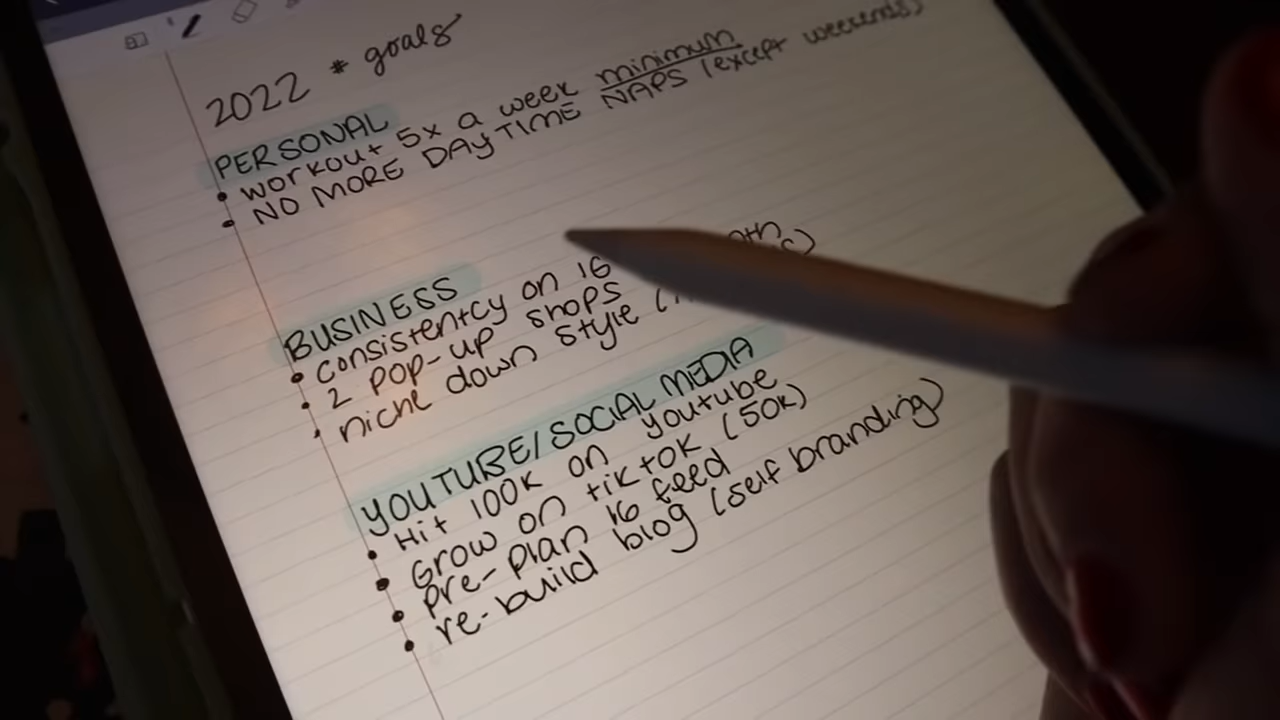 2022 * goals
PERSONAL
• workout 5x a week minimum
• NO MORE DAYTIME NAPS (except weekends)
BUSINESS
• consistentcy on IG
• 2 pop-up shops
• niche down style
YOUTUBE/SOCIAL MEDIA
• Hit 100K on youtube
• Grow on tiktok (50k)
• pre-plan IG feed
• re-build blog (self branding)